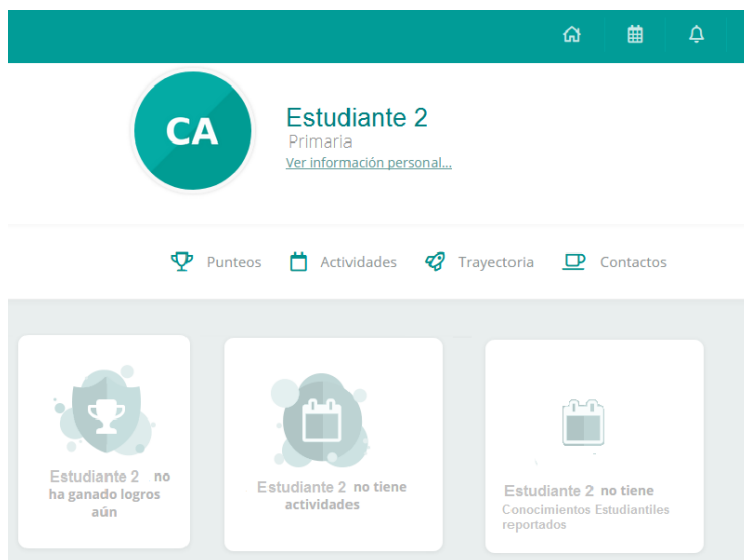 CA
Estudiante 2
Primaria
Ver información personal...
Punteos Actividades Trayectoria Contactos
Estudiante 2 no
ha ganado logros
aún
Estudiante 2 no tiene
actividades
Estudiante 2 no tiene
Conocimientos Estudiantiles
reportados